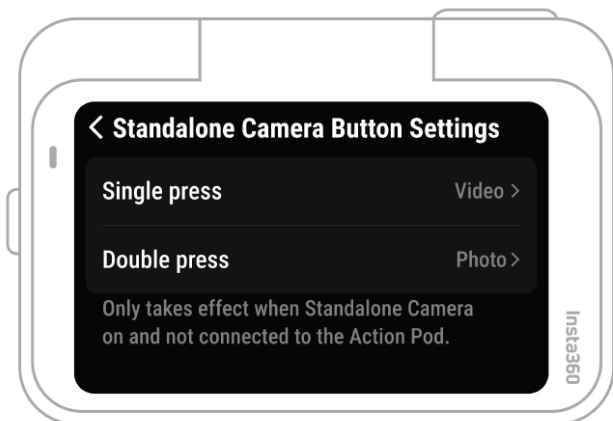 Standalone Camera Button Settings
Single press Video >
Double press Photo >
Only takes effect when Standalone Camera
on and not connected to the Action Pod.
Insta360